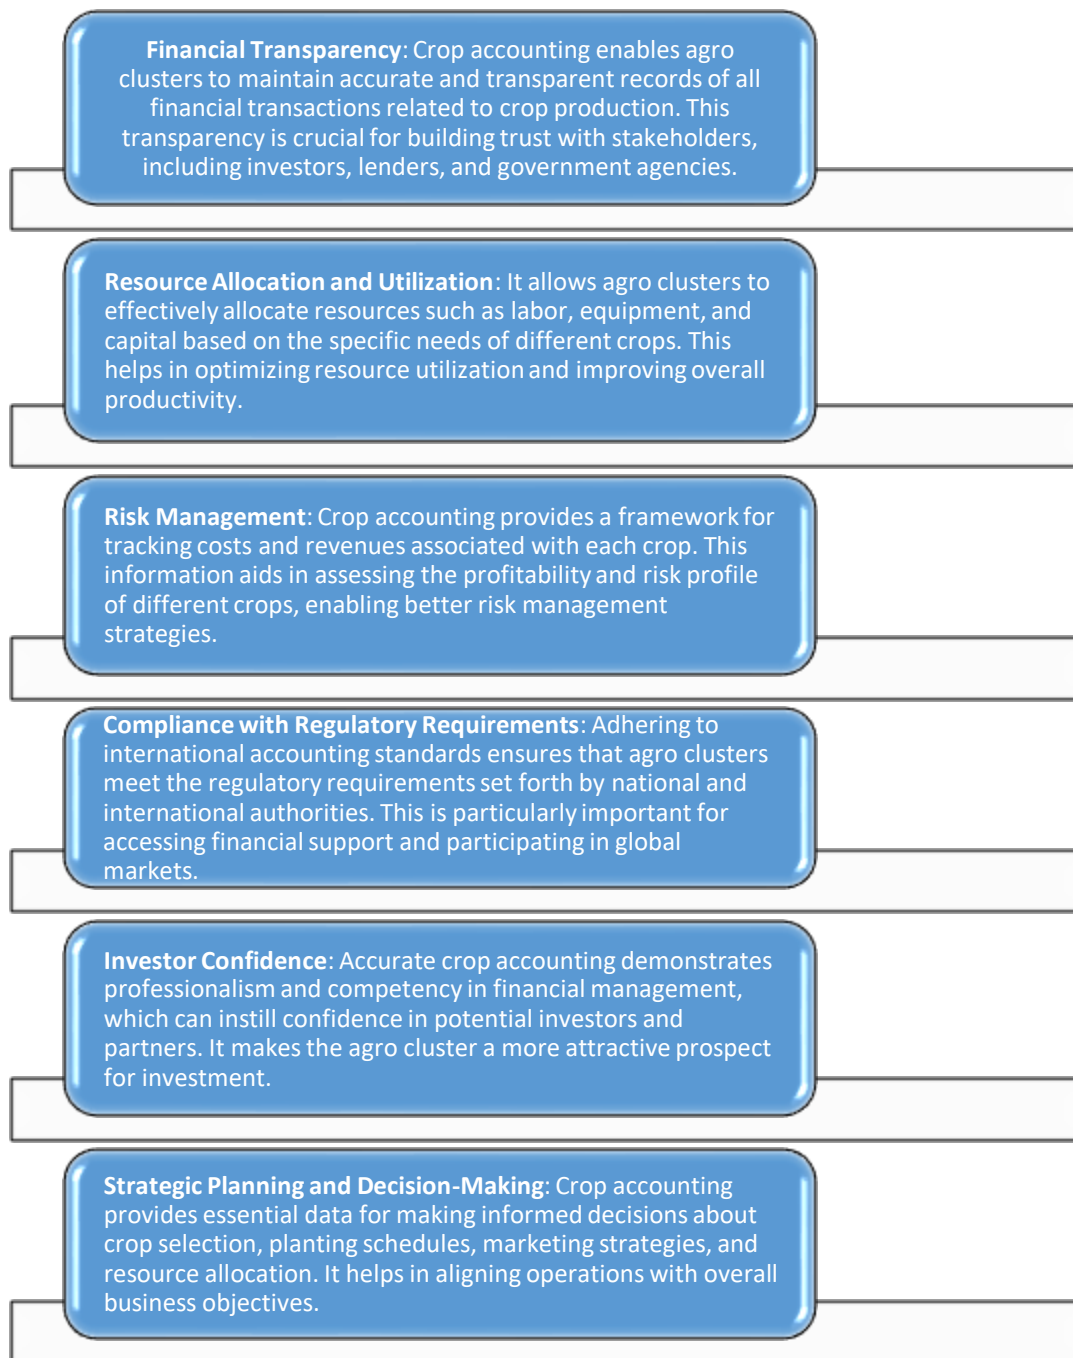 Financial Transparency: Crop accounting enables agro
clusters to maintain accurate and transparent records of all
financial transactions related to crop production. This
transparency is crucial for building trust with stakeholders,
including investors, lenders, and government agencies.
Resource Allocation and Utilization: It allows agro clusters to
effectively allocate resources such as labor, equipment, and
capital based on the specific needs of different crops. This
helps in optimizing resource utilization and improving overall
productivity.
Risk Management: Crop accounting provides a framework for
tracking costs and revenues associated with each crop. This
information aids in assessing the profitability and risk profile
of different crops, enabling better risk management
strategies.
Compliance with Regulatory Requirements: Adhering to
international accounting standards ensures that agro clusters
meet the regulatory requirements set forth by national and
international authorities. This is particularly important for
accessing financial support and participating in global
markets.
Investor Confidence: Accurate crop accounting demonstrates
professionalism and competency in financial management,
which can instill confidence in potential investors and
partners. It makes the agro cluster a more attractive prospect
for investment.
Strategic Planning and Decision-Making: Crop accounting
provides essential data for making informed decisions about
crop selection, planting schedules, marketing strategies, and
resource allocation. It helps in aligning operations with overall
business objectives.